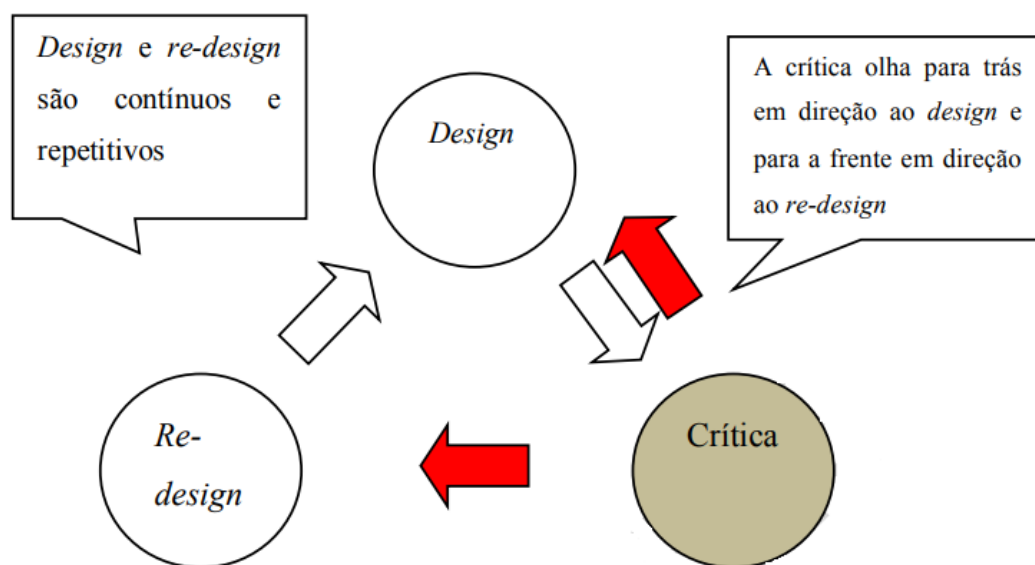 Design e re-design
são contínuos e
repetitivos
Design
A crítica olha para trás
em direção ao design e
para a frente em direção
ao re-design
Re-
design
Crítica